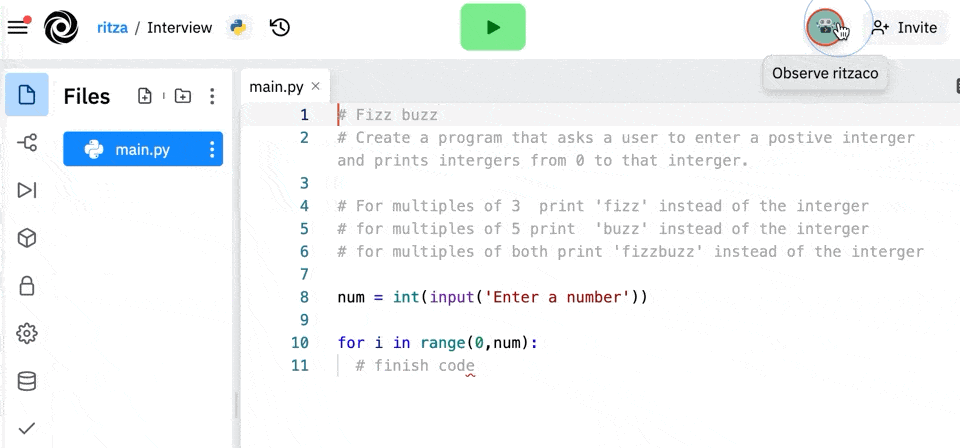 ritza / Interview
Invite
Observe ritzaco
Files
main.py
main.py ×
1 # Fizz buzz
2 # Create a program that asks a user to enter a postive interger
and prints intergers from 0 to that interger.
3
4 # For multiples of 3  print 'fizz' instead of the interger
5 # for multiples of 5 print  'buzz' instead of the interger
6 # for multiples of both print 'fizzbuzz' instead of the interger
7
8 num = int(input('Enter a number'))
9
10 for i in range(0,num):
11   # finish code